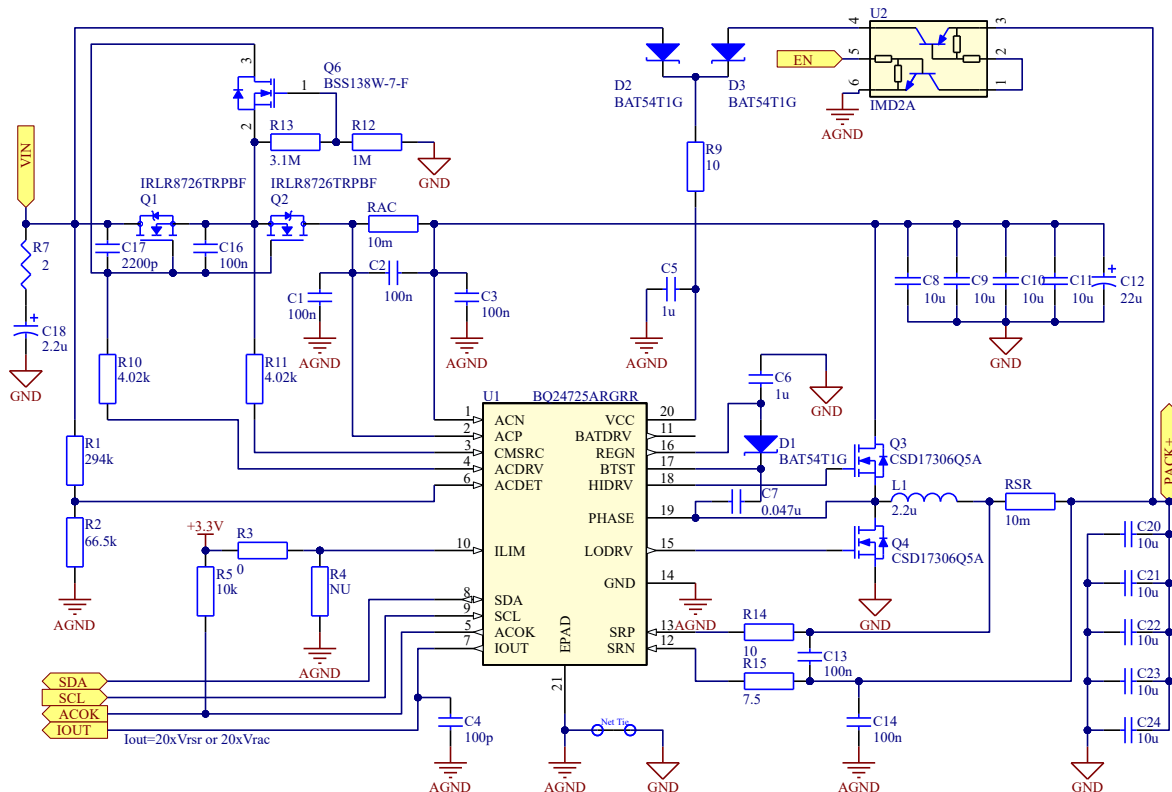 U2
4
3
5
2
6
1
EN
IMD2A
AGND
D2
BAT54T1G
D3
BAT54T1G
3
Q6
BSS138W-7-F
1
2
R13
3.1M
R12
1M
GND
R9
10
VIN
IRLR8726TRPBF
Q1
IRLR8726TRPBF
Q2
RAC
10m
R7
2
C17
2200p
C16
100n
C2
100n
C1
100n
AGND
C3
100n
AGND
C5
1u
AGND
C8
10u
C9
10u
C10
10u
C11
10u
C12
22u
GND
C18
2.2u
GND
R10
4.02k
R11
4.02k
C6
1u
GND
U1
BQ24725ARGRR
1
ACN
2
ACP
3
CMSRC
4
ACDRV
6
ACDET
10
ILIM
8
SDA
9
SCL
5
ACOK
7
IOUT
VCC
20
BATDRV
11
REGN
16
BTST
17
HIDRV
18
PHASE
19
LODRV
15
GND
14
SRP
13
SRN
12
EPAD
21
R1
294k
R2
66.5k
AGND
+3.3V
R3
0
R5
10k
R4
NU
AGND
D1
BAT54T1G
C7
0.047u
Q3
CSD17306Q5A
L1
2.2u
RSR
10m
PACK+
Q4
CSD17306Q5A
GND
AGND
R14
10
R15
7.5
C13
100n
C14
100n
AGND
C20
10u
C21
10u
C22
10u
C23
10u
C24
10u
GND
SDA
SCL
ACOK
IOUT
Iout=20xVrsr or 20xVrac
C4
100p
AGND
Net Tie
AGND
GND